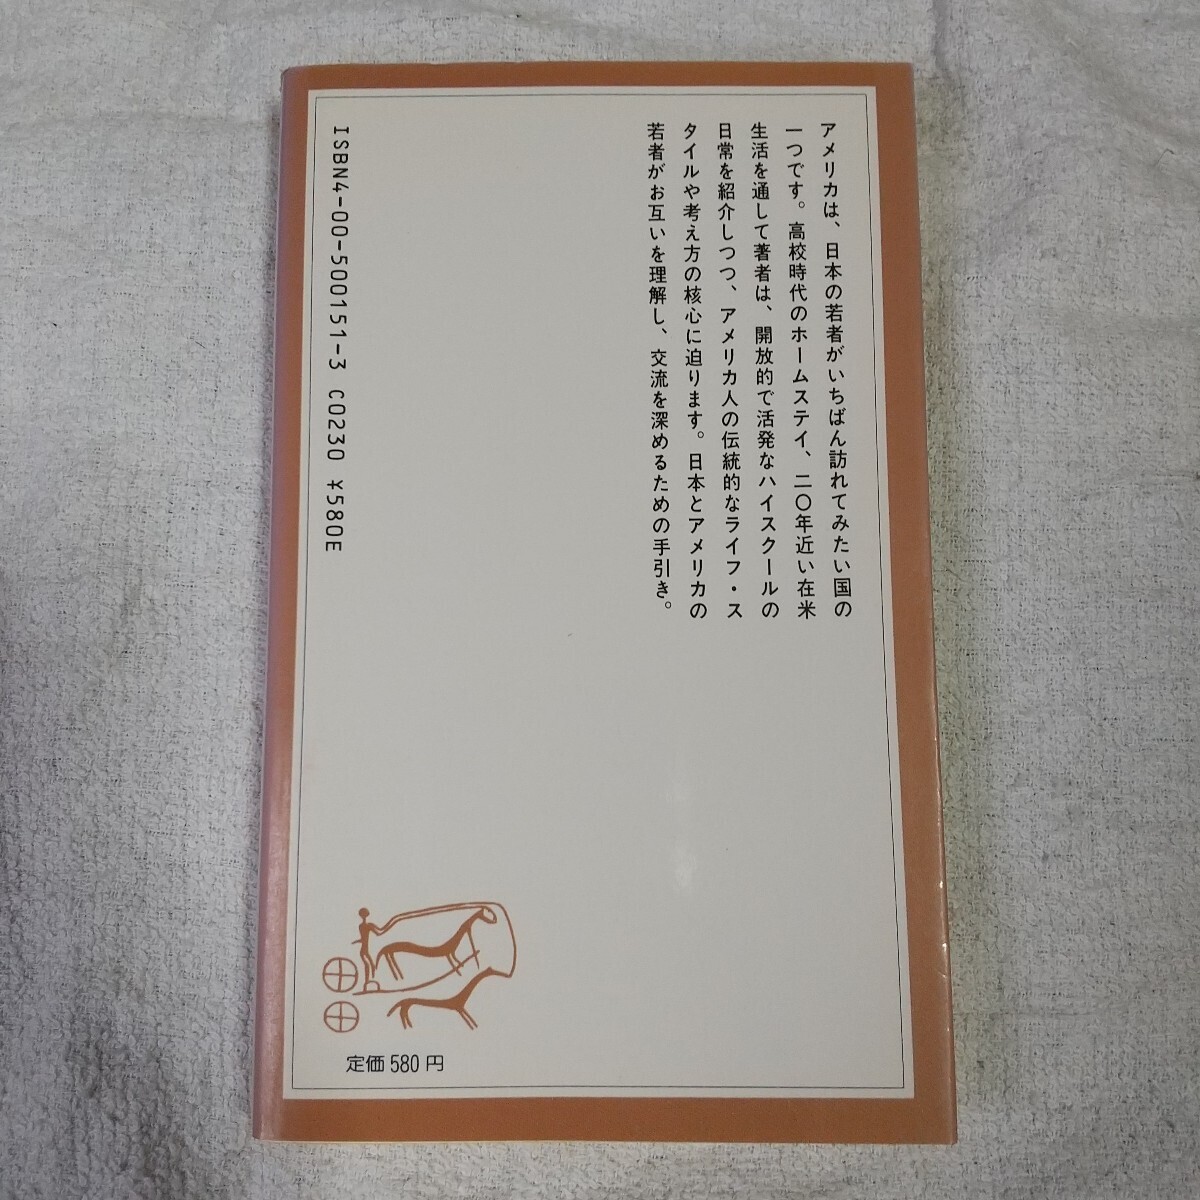 アメリカは、日本の若者がいちばん訪れてみたい国の
一つです。高校時代のホームステイ、二〇年近い在米
生活を通して著者は、開放的で活発なハイスクールの
日常を紹介しつつ、アメリカ人の伝統的なライフ・ス
タイルや考え方の核心に迫ります。日本とアメリカの
若者がお互いを理解し、交流を深めるための手引き。
ISBN4-00-500151-3 C0230 ¥580E
定価 580 円